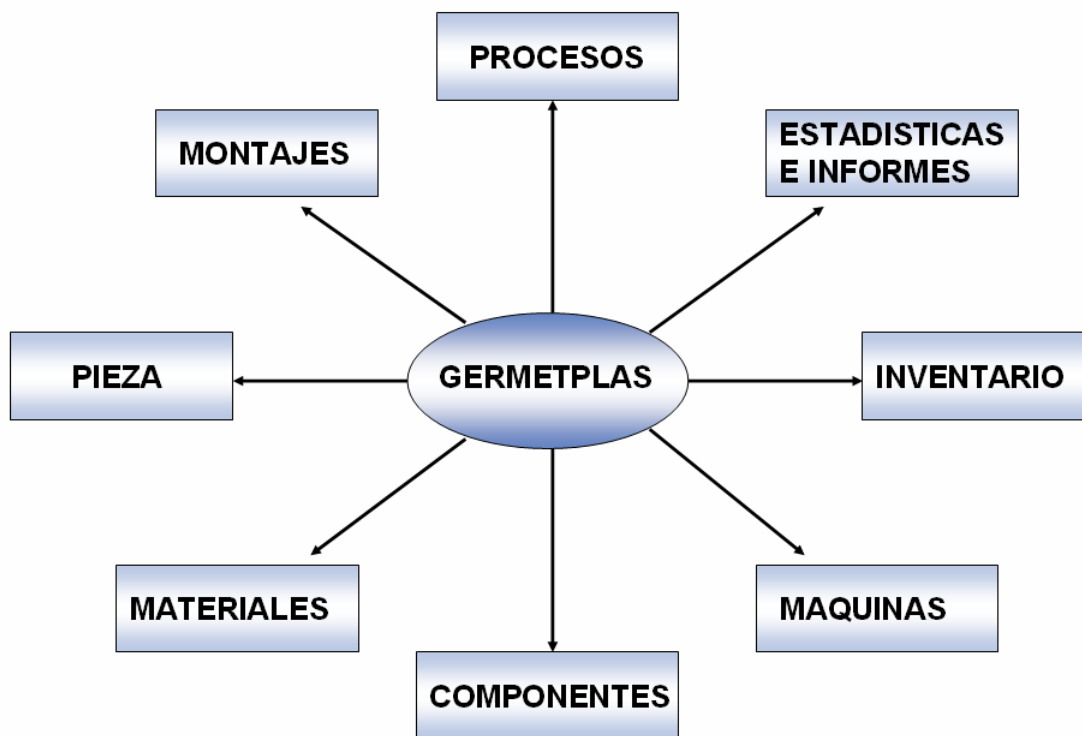 PROCESOS
MONTAJES
ESTADISTICAS
E INFORMES
PIEZA
GERMETPLAS
INVENTARIO
MATERIALES
MAQUINAS
COMPONENTES